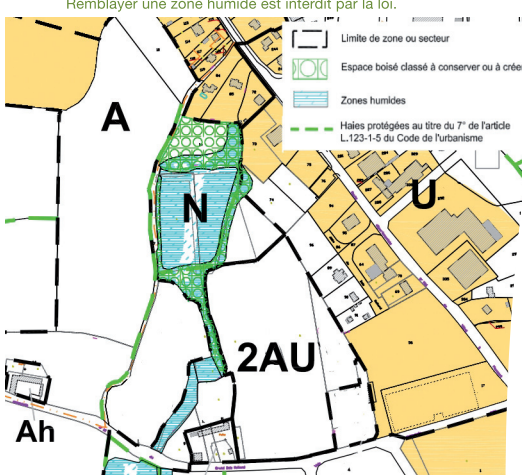 Remblayer une zone humide est interdit par la loi.
Limite de zone ou secteur
Espace boisé classé à conserver ou à crée
Zones humides
Haies protégées au titre du 7° de l'article
L.123-1-5 du Code de l'urbanisme
A
N
U
2AU
Ah